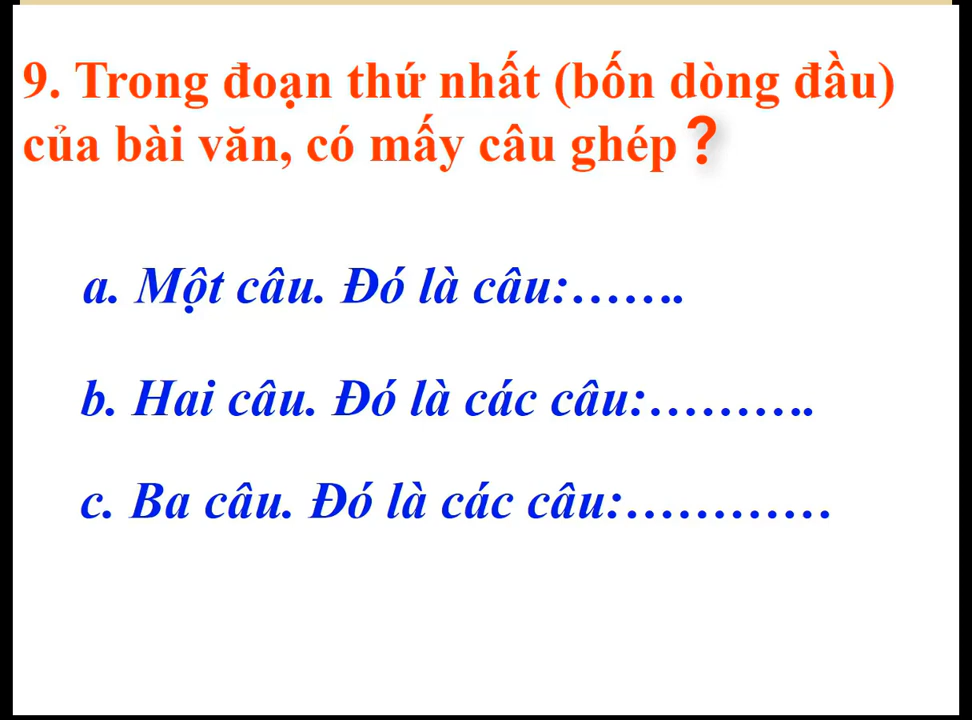 9. Trong đoạn thứ nhất (bốn dòng đầu)
của bài văn, có mấy câu ghép?
a. Một câu. Đó là câu:…….
b. Hai câu. Đó là các câu:……….
c. Ba câu. Đó là các câu:…………